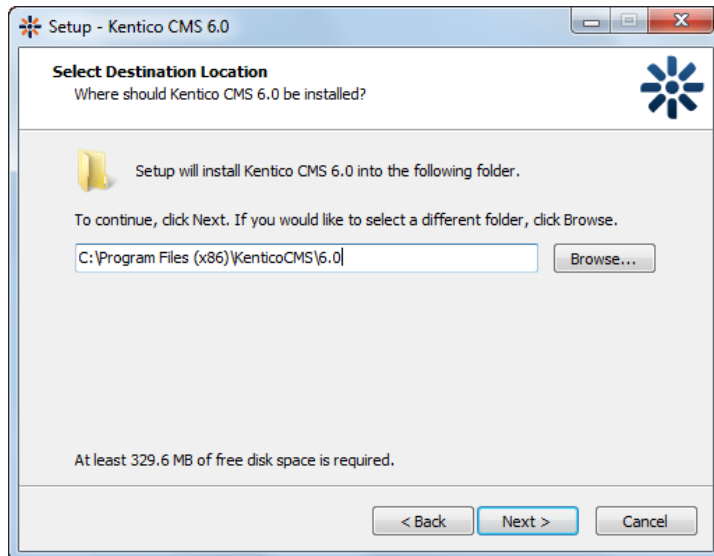 Setup - Kentico CMS 6.0
Select Destination Location
Where should Kentico CMS 6.0 be installed?
Setup will install Kentico CMS 6.0 into the following folder.
To continue, click Next. If you would like to select a different folder, click Browse.
C:\Program Files (x86)\KenticoCMS\6.0
Browse...
At least 329.6 MB of free disk space is required.
< Back
Next >
Cancel